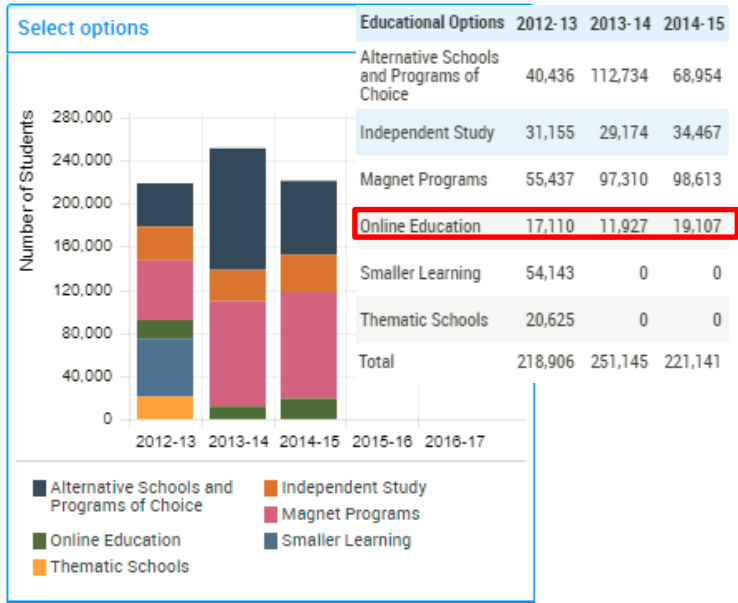 Select options
Number of Students
280,000
240,000
200,000
160,000
120,000
80,000
40,000
0
2012-13 2013-14 2014-15 2015-16 2016-17
Alternative Schools and
Programs of Choice
Independent Study
Magnet Programs
Online Education
Smaller Learning
Thematic Schools
Educational Options 2012-13 2013-14 2014-15
Alternative Schools
and Programs of
Choice
40,436 112,734 68,954
Independent Study 31,155 29,174 34,467
Magnet Programs 55,437 97,310 98,613
Online Education 17,110 11,927 19,107
Smaller Learning 54,143 0 0
Thematic Schools 20,625 0 0
Total 218,906 251,145 221,141